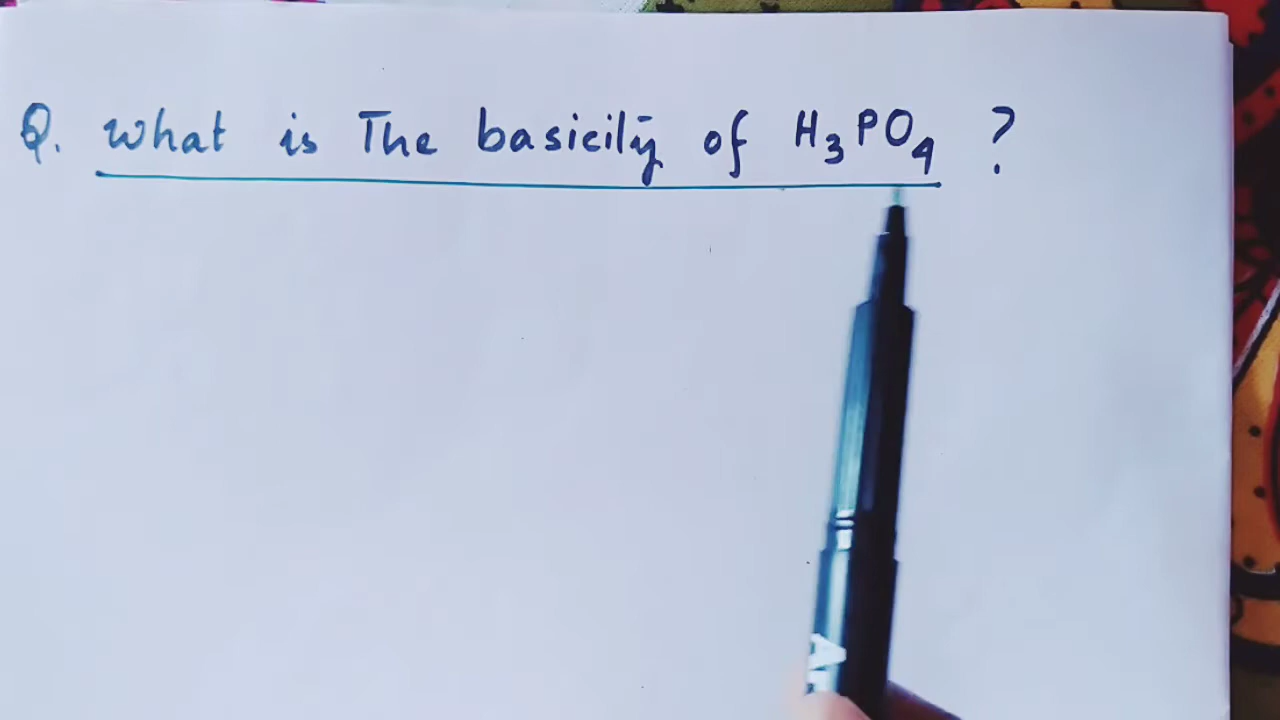 Q. What is The basicity of H₃PO₄ ?